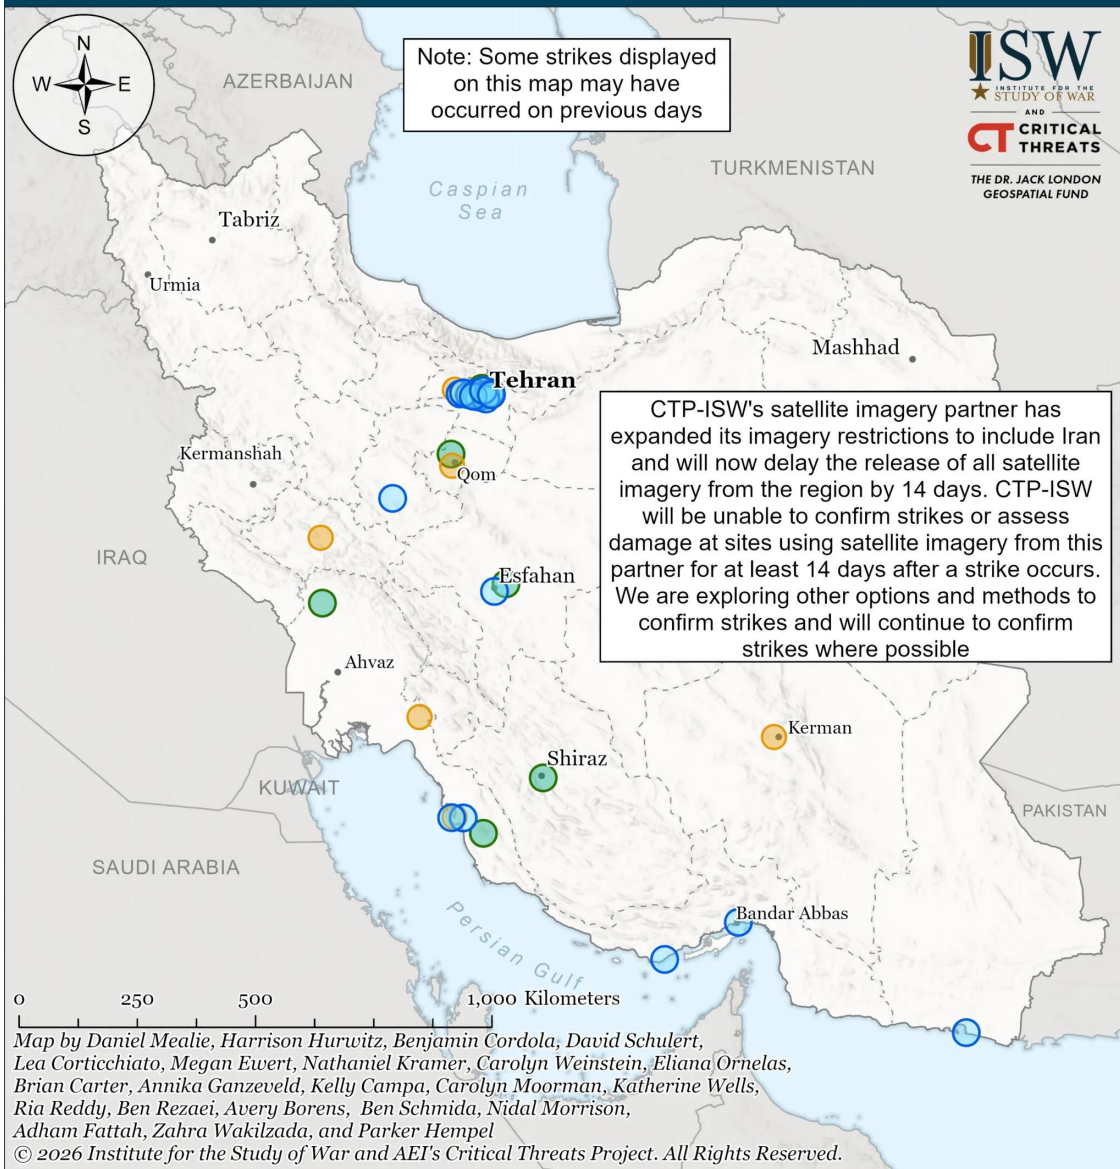 N
W E
S
AZERBAIJAN
Note: Some strikes displayed
on this map may have
occurred on previous days
ISW
INSTITUTE FOR THE
STUDY OF WAR
AND
CT CRITICAL
THREATS
THE DR. JACK LONDON
GEOSPATIAL FUND
TURKMENISTAN
Caspian
Sea
Tabriz
Urmia
Mashhad
Tehran
CTP-ISW's satellite imagery partner has
expanded its imagery restrictions to include Iran
and will now delay the release of all satellite
imagery from the region by 14 days. CTP-ISW
will be unable to confirm strikes or assess
damage at sites using satellite imagery from this
partner for at least 14 days after a strike occurs.
We are exploring other options and methods to
confirm strikes and will continue to confirm
strikes where possible
Kermanshah
Qom
IRAQ
Esfahan
Ahvaz
Kerman
Shiraz
KUWAIT
PAKISTAN
SAUDI ARABIA
Bandar Abbas
Persian Gulf
0 250 500 1,000 Kilometers
Map by Daniel Mealie, Harrison Hurwitz, Benjamin Cordola, David Schulert,
Lea Corticchiato, Megan Ewert, Nathaniel Kramer, Carolyn Weinstein, Eliana Ornelas,
Brian Carter, Annika Ganzeveld, Kelly Campa, Carolyn Moorman, Katherine Wells,
Ria Reddy, Ben Rezaei, Avery Borens, Ben Schmida, Nidal Morrison,
Adham Fattah, Zahra Wakilzada, and Parker Hempel
© 2026 Institute for the Study of War and AEI's Critical Threats Project. All Rights Reserved.